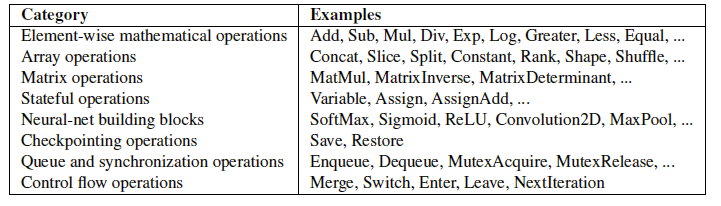 Category Examples
Element-wise mathematical operations Add, Sub, Mul, Div, Exp, Log, Greater, Less, Equal, ...
Array operations Concat, Slice, Split, Constant, Rank, Shape, Shuffle, ...
Matrix operations MatMul, MatrixInverse, MatrixDeterminant, ...
Stateful operations Variable, Assign, AssignAdd, ...
Neural-net building blocks SoftMax, Sigmoid, ReLU, Convolution2D, MaxPool, ...
Checkpointing operations Save, Restore
Queue and synchronization operations Enqueue, Dequeue, MutexAcquire, MutexRelease, ...
Control flow operations Merge, Switch, Enter, Leave, NextIteration